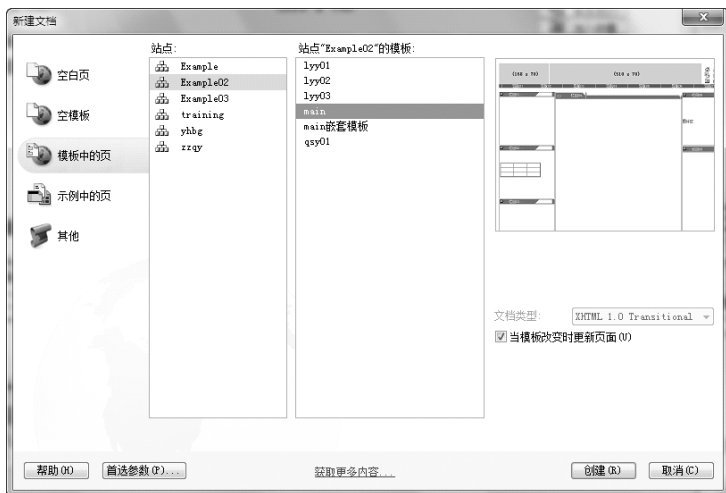 新建文档
空白页
空模板
模板中的页
示例中的页
其他
站点:
Example
Example02
Example03
training
yhbg
zzqy
站点"Example02"的模板:
lyy01
lyy02
lyy03
main
main嵌套模板
qsy01
文档类型:
XHTML 1.0 Transitional
当模板改变时更新页面(U)
帮助(H)
首选参数(P)...
获取更多内容...
创建(R)
取消(C)